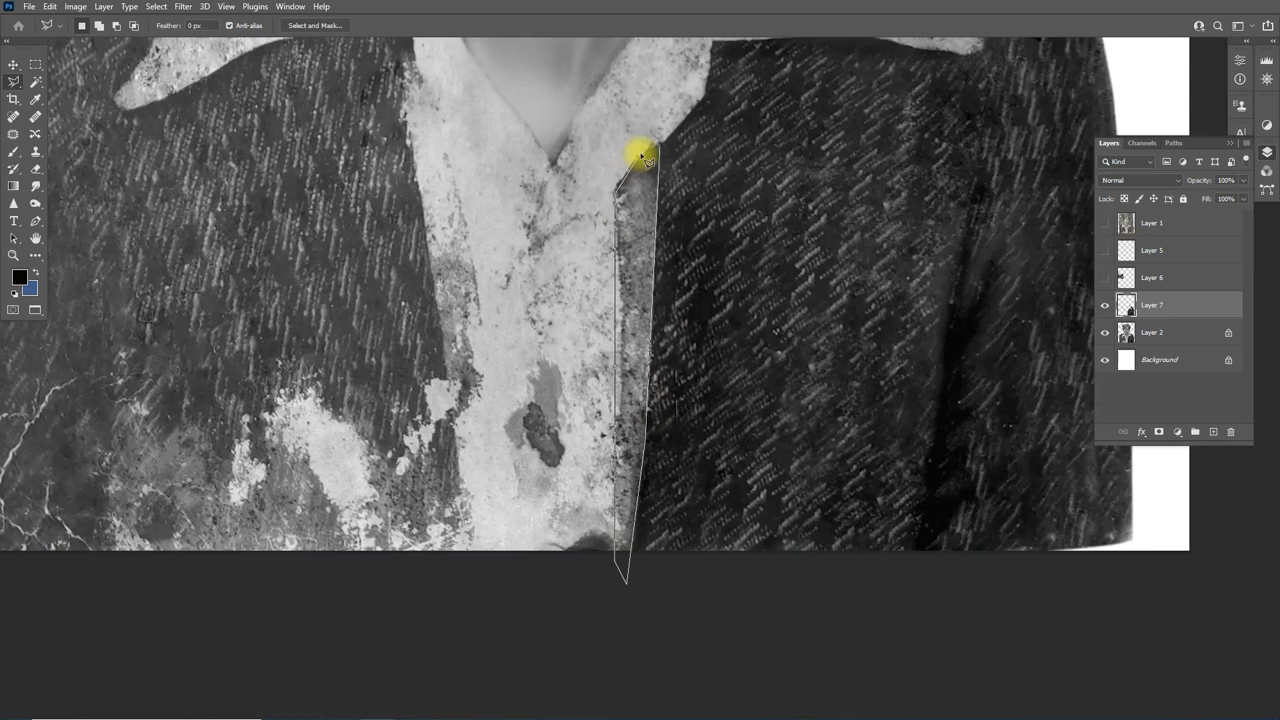 Ps File Edit Image Layer Type Select Filter 3D View Plugins Window Help
Feather: 0 px Anti-alias Select and Mask...
Layers Channels Paths
Kind
Normal Opacity: 100%
Lock: Fill: 100%
Layer 1
Layer 5
Layer 6
Layer 7
Layer 2
Background
fx